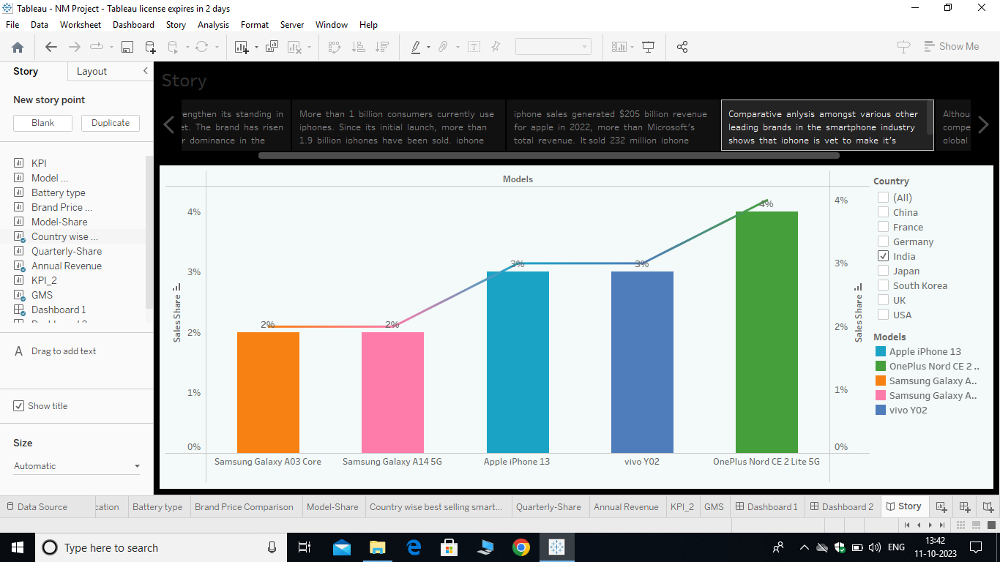 Tableau - NM Project - Tableau license expires in 2 days
File Data Worksheet Dashboard Story Analysis Format Server Window Help
Show Me
Story Layout
New story point
Blank Duplicate
KPI
Model ...
Battery type
Brand Price ...
Model-Share
Country wise ...
Quarterly-Share
Annual Revenue
KPI_2
GMS
Dashboard 1
A Drag to add text
Show title
Size
Automatic
Story
rengthen its standing in
et. The brand has risen
r dominance in the
More than 1 billion consumers currently use
iphones. Since its initial launch, more than
1.9 billion iphones have been sold. iphone
iphone sales generated $205 billion revenue
for apple in 2022, more than Microsoft's
total revenue. It sold 232 million iphone
Comparative anlysis amongst various other
leading brands in the smartphone industry
shows that iphone is yet to make it's
Althou
compe
global
Models
4%
3%
2%
1%
0%
Sales Share
2%
2%
3%
3%
4%
Samsung Galaxy A03 Core
Samsung Galaxy A14 5G
Apple iPhone 13
vivo Y02
OnePlus Nord CE 2 Lite 5G
4%
3%
2%
1%
0%
Sales Share
Country
(All)
China
France
Germany
India
Japan
South Korea
UK
USA
Models
Apple iPhone 13
OnePlus Nord CE 2 ..
Samsung Galaxy A..
Samsung Galaxy A..
vivo Y02
Data Source cation Battery type Brand Price Comparison Model-Share Country wise best selling smart... Quarterly-Share Annual Revenue KPI_2 GMS Dashboard 1 Dashboard 2 Story
Type here to search
ENG
13:42
11-10-2023